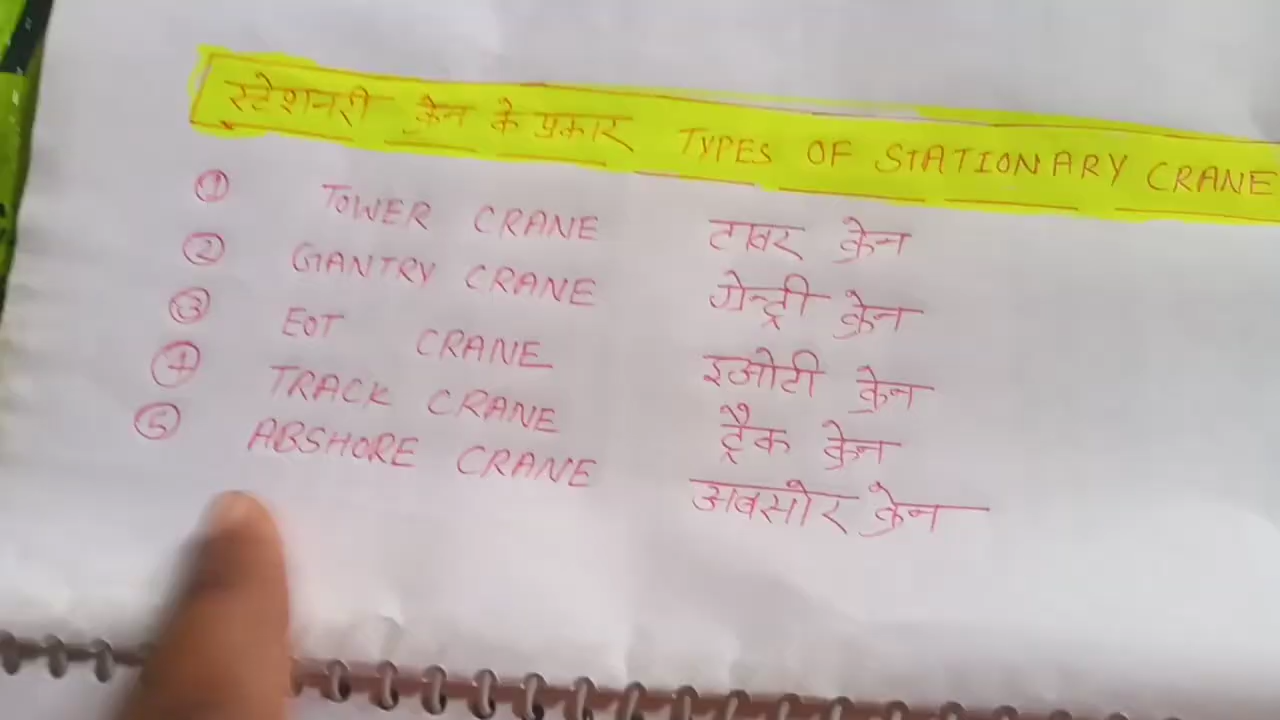 स्टेशनरी क्रेन के प्रकार TYPES OF STATIONARY CRANE
① TOWER CRANE टावर क्रेन
② GANTRY CRANE गेन्ट्री क्रेन
③ EOT CRANE इओटी क्रेन
④ TRACK CRANE ट्रैक क्रेन
⑤ ABSHORE CRANE अबसोर क्रेन